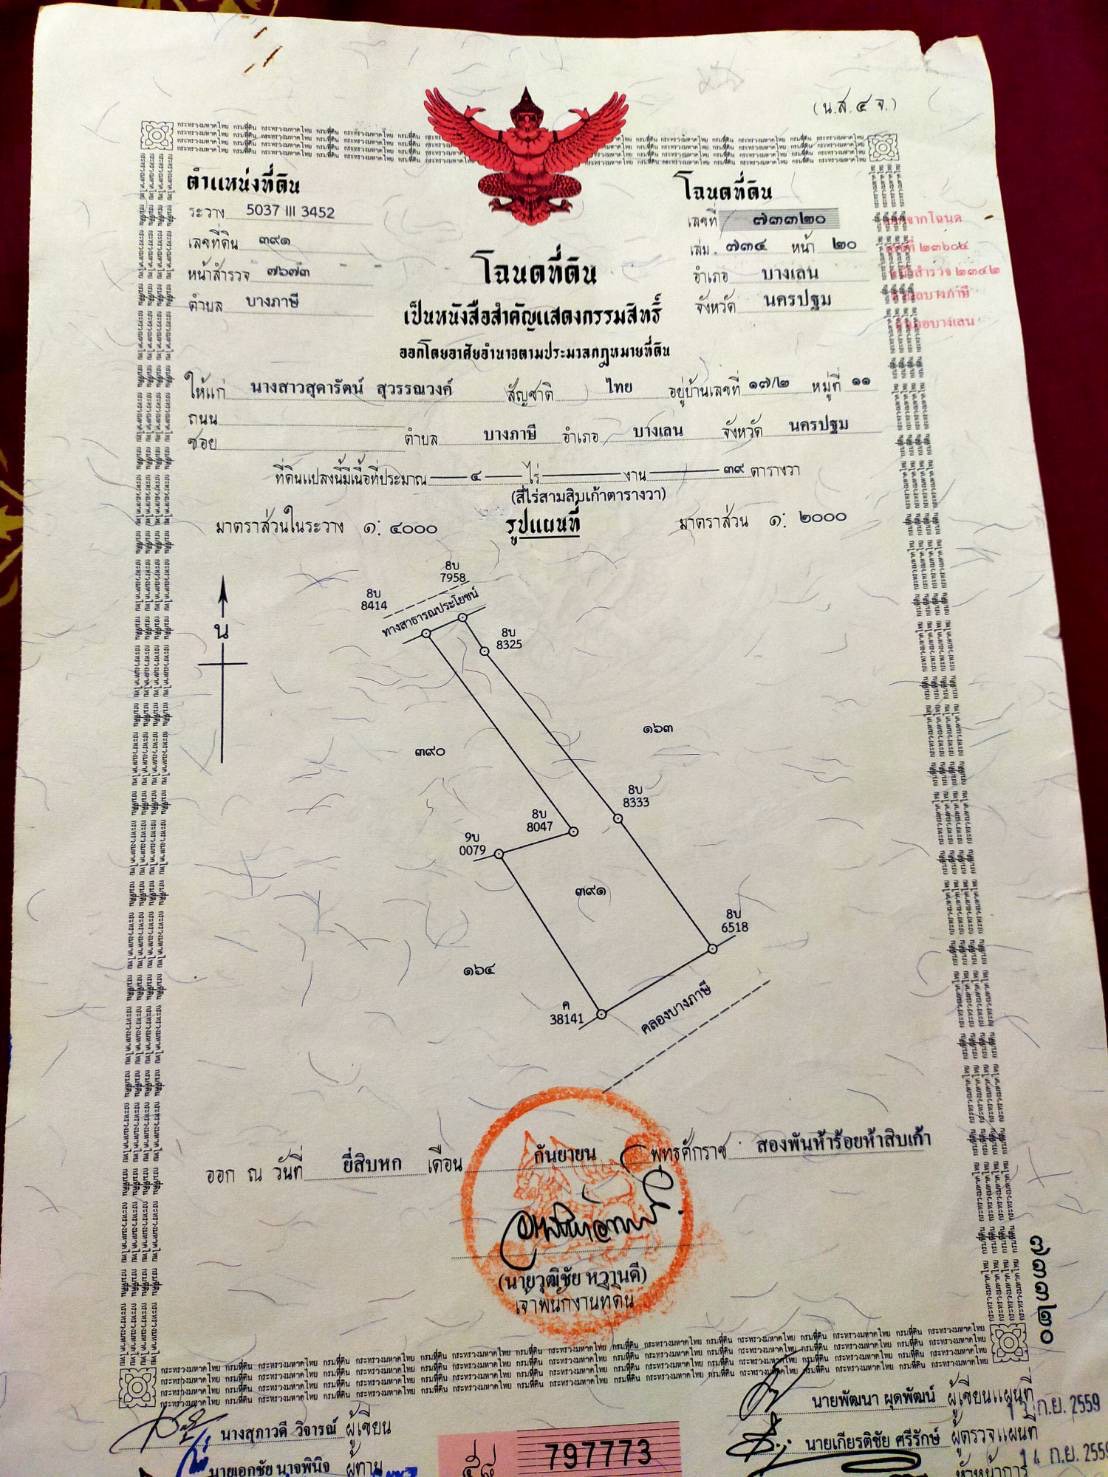 (น.ส.๔ จ.)
ตำแหน่งที่ดิน
ระวาง 5037 III 3452
เลขที่ดิน ๓๙๑
หน้าสำรวจ ๗๖๗๓
ตำบล บางภาษี
โฉนดที่ดิน
เลขที่ ๗๓๓๒๐
เล่ม ๗๓๔ หน้า ๒๐
อำเภอ บางเลน
จังหวัด นครปฐม
โฉนดที่ดิน
เป็นหนังสือสำคัญแสดงกรรมสิทธิ์
ออกโดยอาศัยอำนาจตามประมวลกฎหมายที่ดิน
ให้แก่ นางสาวสุดารัตน์ สุวรรณวงค์ สัญชาติ ไทย อยู่บ้านเลขที่ ๑๗/๒ หมู่ที่ ๑๑
ถนน
ซอย ตำบล บางภาษี อำเภอ บางเลน จังหวัด นครปฐม
ที่ดินแปลงนี้มีเนื้อที่ประมาณ ๔ ไร่ งาน ๓๙ ตารางวา
(สี่ไร่สามสิบเก้าตารางวา)
มาตราส่วนในระวาง ๑: ๔๐๐๐ รูปแผนที่ มาตราส่วน ๑: ๒๐๐๐
8บ
7958
8บ
8414
ทางสาธารณประโยชน์
น
8บ
8325
๓๙๐
๑๖๓
8บ
8333
8บ
8047
9บ
0079
๓๙๑
8บ
6518
๑๖๔
ค
38141
คลองบางภาษี
ออก ณ วันที่ ยี่สิบหก เดือน กันยายน พุทธศักราช สองพันห้าร้อยห้าสิบเก้า
(นายวุฒิชัย หวานดี)
เจ้าพนักงานที่ดิน
๗๓๓๒๐
นางสุภาวดี วิจารณ์ ผู้เขียน
นายเอกชัย นาจพินิจ ผู้ทาน
797773
นายพัฒนา ผุดพัฒน์ ผู้เขียนแผนที่
นายเกียรติชัย ศรีรักษ์ ผู้ตรวจแผนที่
ก.ย. 2559